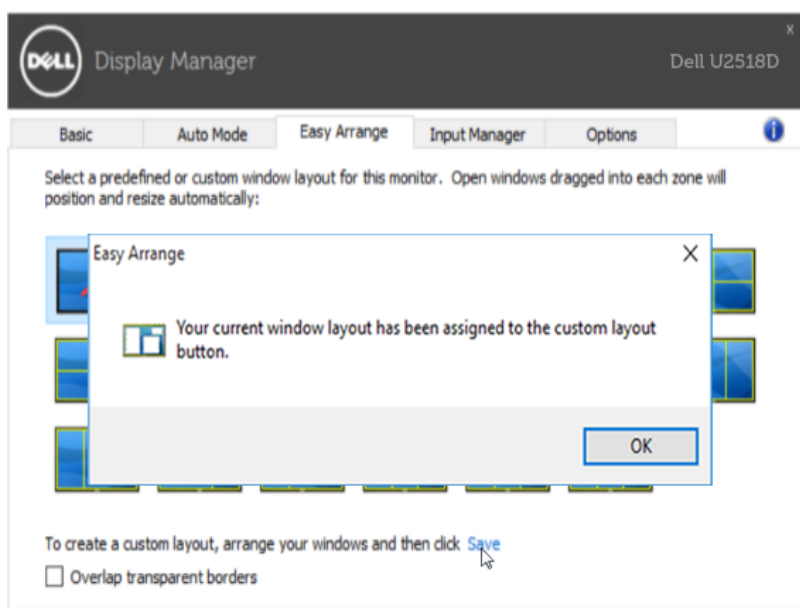 DELL
Display Manager
Dell U2518D
x
Basic
Auto Mode
Easy Arrange
Input Manager
Options
i
Select a predefined or custom window layout for this monitor. Open windows dragged into each zone will
position and resize automatically:
Easy Arrange
Your current window layout has been assigned to the custom layout
button.
OK
To create a custom layout, arrange your windows and then click Save
Overlap transparent borders